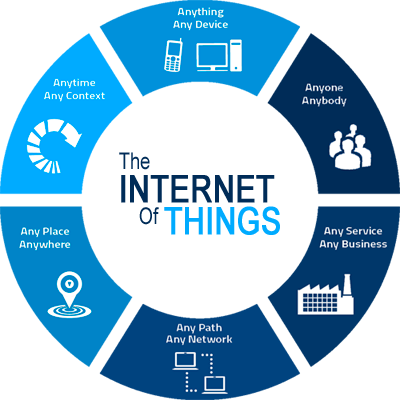 Anything
Any Device
Anyone
Anybody
Any Service
Any Business
Any Path
Any Network
Any Place
Anywhere
Anytime
Any Context
The
INTERNET
Of THINGS